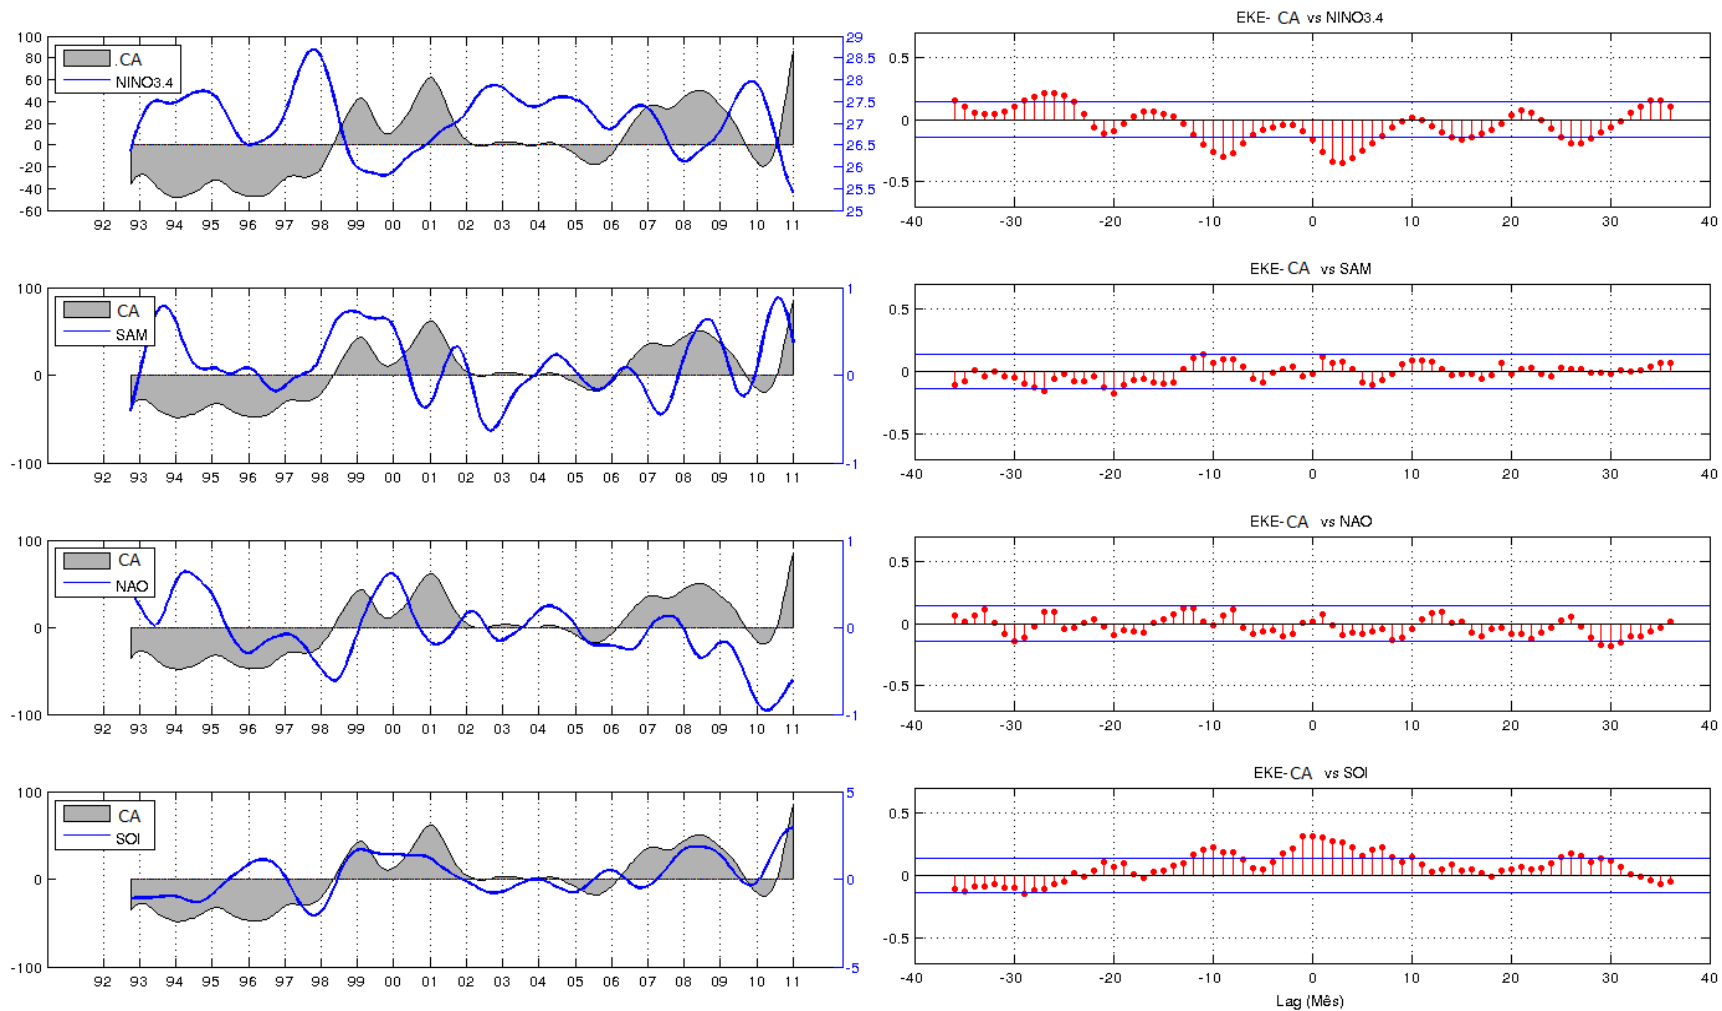 EKE- CA vs NINO3.4
100
80
60
40
20
0
-20
-40
-60
. CA
NINO3.4
29
28.5
28
27.5
27
26.5
26
25.5
25
92 93 94 95 96 97 98 99 00 01 02 03 04 05 06 07 08 09 10 11
0.5
0
-0.5
-40 -30 -20 -10 0 10 20 30 40
EKE- CA vs SAM
100
0
-100
CA
SAM
1
0
-1
92 93 94 95 96 97 98 99 00 01 02 03 04 05 06 07 08 09 10 11
0.5
0
-0.5
-40 -30 -20 -10 0 10 20 30 40
EKE-CA vs NAO
100
0
-100
CA
NAO
1
0
-1
92 93 94 95 96 97 98 99 00 01 02 03 04 05 06 07 08 09 10 11
0.5
0
-0.5
-40 -30 -20 -10 0 10 20 30 40
EKE-CA vs SOI
100
0
-100
CA
SOI
5
0
-5
92 93 94 95 96 97 98 99 00 01 02 03 04 05 06 07 08 09 10 11
0.5
0
-0.5
-40 -30 -20 -10 0 10 20 30 40
Lag (Mês)